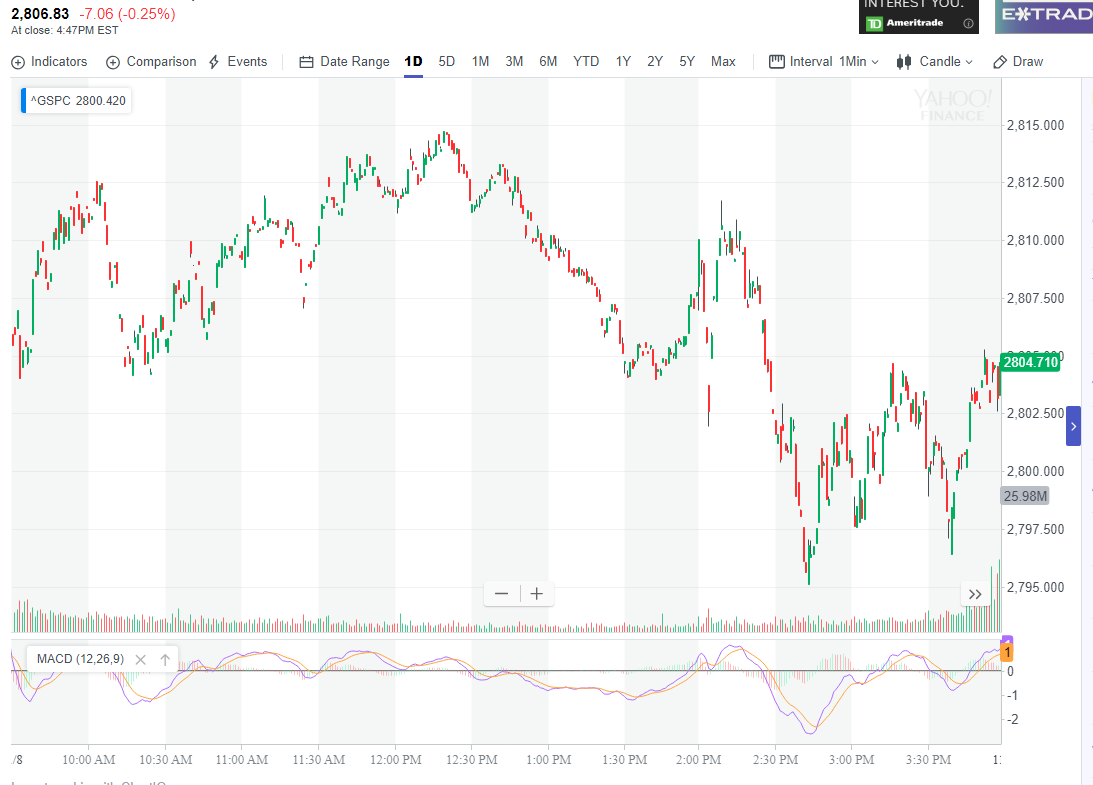 2,806.83 -7.06 (-0.25%)
At close: 4:47PM EST
INTEREST YOU.
TD Ameritrade
E*TRAD
Indicators Comparison Events Date Range 1D 5D 1M 3M 6M YTD 1Y 2Y 5Y Max Interval 1Min Candle Draw
^GSPC 2800.420
YAHOO!
FINANCE
2,815.000
2,812.500
2,810.000
2,807.500
2804.710
2,802.500
2,800.000
25.98M
2,797.500
2,795.000
MACD (12,26,9)
1
0
-1
-2
/8 10:00 AM 10:30 AM 11:00 AM 11:30 AM 12:00 PM 12:30 PM 1:00 PM 1:30 PM 2:00 PM 2:30 PM 3:00 PM 3:30 PM 1: